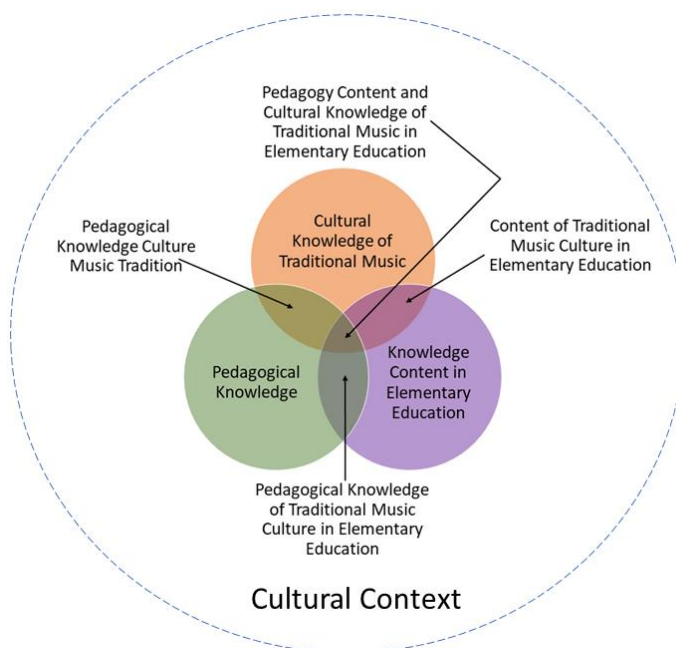 Pedagogy Content and
Cultural Knowledge of
Traditional Music in
Elementary Education
Pedagogical
Knowledge Culture
Music Tradition
Cultural
Knowledge of
Traditional Music
Content of Traditional
Music Culture in
Elementary Education
Pedagogical
Knowledge
Knowledge
Content in
Elementary
Education
Pedagogical Knowledge
of Traditional Music
Culture in Elementary
Education
Cultural Context